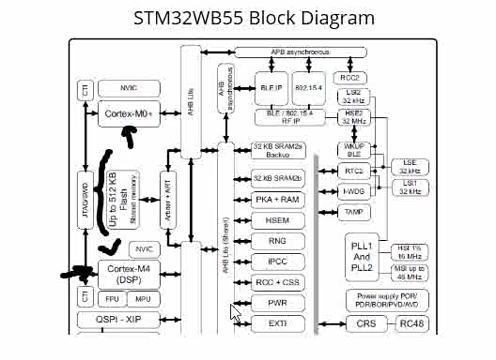 STM32WB55 Block Diagram
APB asynchronous
CTI
NVIC
Cortex-M0+
AHB Lite
AHB
asynchronous
BLE IP
802.15.4
BLE / 802.15.4
RF IP
RCC2
LSI2
32 kHz
HSE2
32 MHz
JTAG/SWD
Up to 512 KB
Flash
Shared memory
Arbiter + ART
32 KB SRAM2a
Backup
32 KB SRAM2b
PKA + RAM
HSEM
RNG
IPCC
RCC + CSS
PWR
EXTI
AHB Lite (Shared)
WKUP
BLE
RTC2
I-WDG
TAMP
LSE
32 kHz
LSI1
32 kHz
PLL1
And
PLL2
HSI 1%
16 MHz
MSI up to
48 MHz
Power supply POR/
PDR/BOR/PVD/AVD
CRS
RC48
NVIC
Cortex-M4
(DSP)
CTI
FPU
MPU
QSPI - XIP